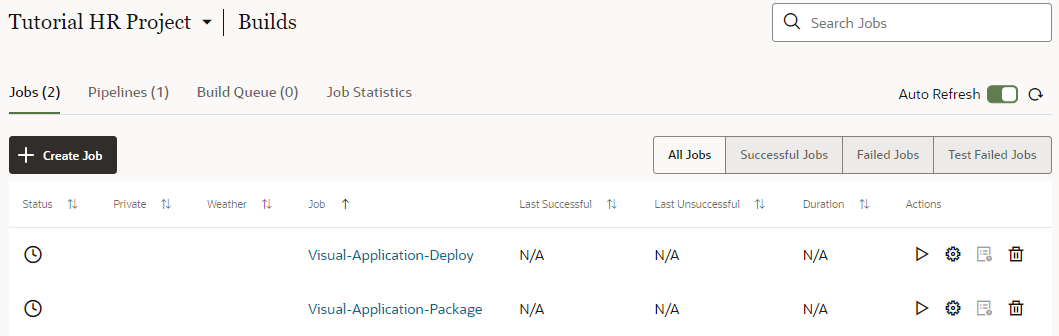 Tutorial HR Project Builds
Search Jobs
Jobs (2) Pipelines (1) Build Queue (0) Job Statistics
Auto Refresh
Create Job
All Jobs Successful Jobs Failed Jobs Test Failed Jobs
Status Private Weather Job Last Successful Last Unsuccessful Duration Actions
Visual-Application-Deploy N/A N/A N/A
Visual-Application-Package N/A N/A N/A